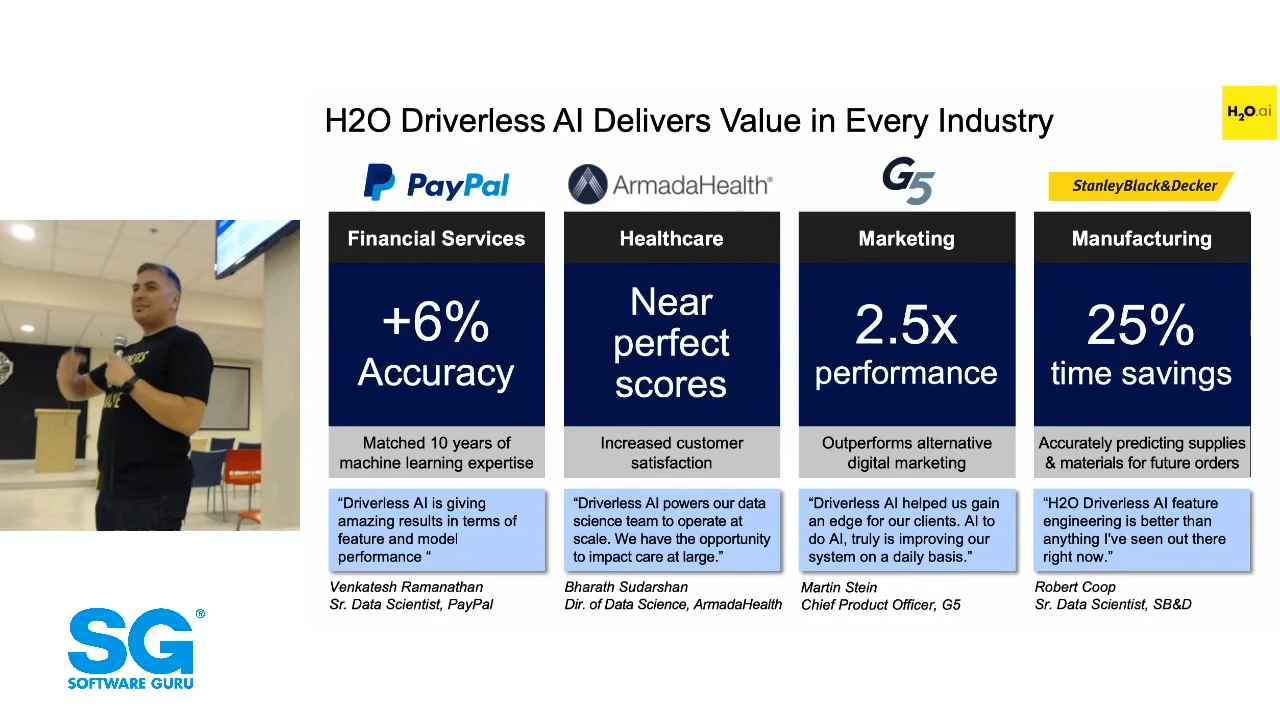 H2O Driverless AI Delivers Value in Every Industry
H2O.ai
PayPal
ArmadaHealth®
G5
StanleyBlack&Decker
Financial Services
Healthcare
Marketing
Manufacturing
+6%
Accuracy
Near
perfect
scores
2.5x
performance
25%
time savings
Matched 10 years of
machine learning expertise
Increased customer
satisfaction
Outperforms alternative
digital marketing
Accurately predicting supplies
& materials for future orders
“Driverless AI is giving
amazing results in terms of
feature and model
performance “
“Driverless AI powers our data
science team to operate at
scale. We have the opportunity
to impact care at large.”
“Driverless AI helped us gain
an edge for our clients. AI to
do AI, truly is improving our
system on a daily basis.”
“H2O Driverless AI feature
engineering is better than
anything I've seen out there
right now.”
Venkatesh Ramanathan
Sr. Data Scientist, PayPal
Bharath Sudarshan
Dir. of Data Science, ArmadaHealth
Martin Stein
Chief Product Officer, G5
Robert Coop
Sr. Data Scientist, SB&D
SG®
SOFTWARE GURU